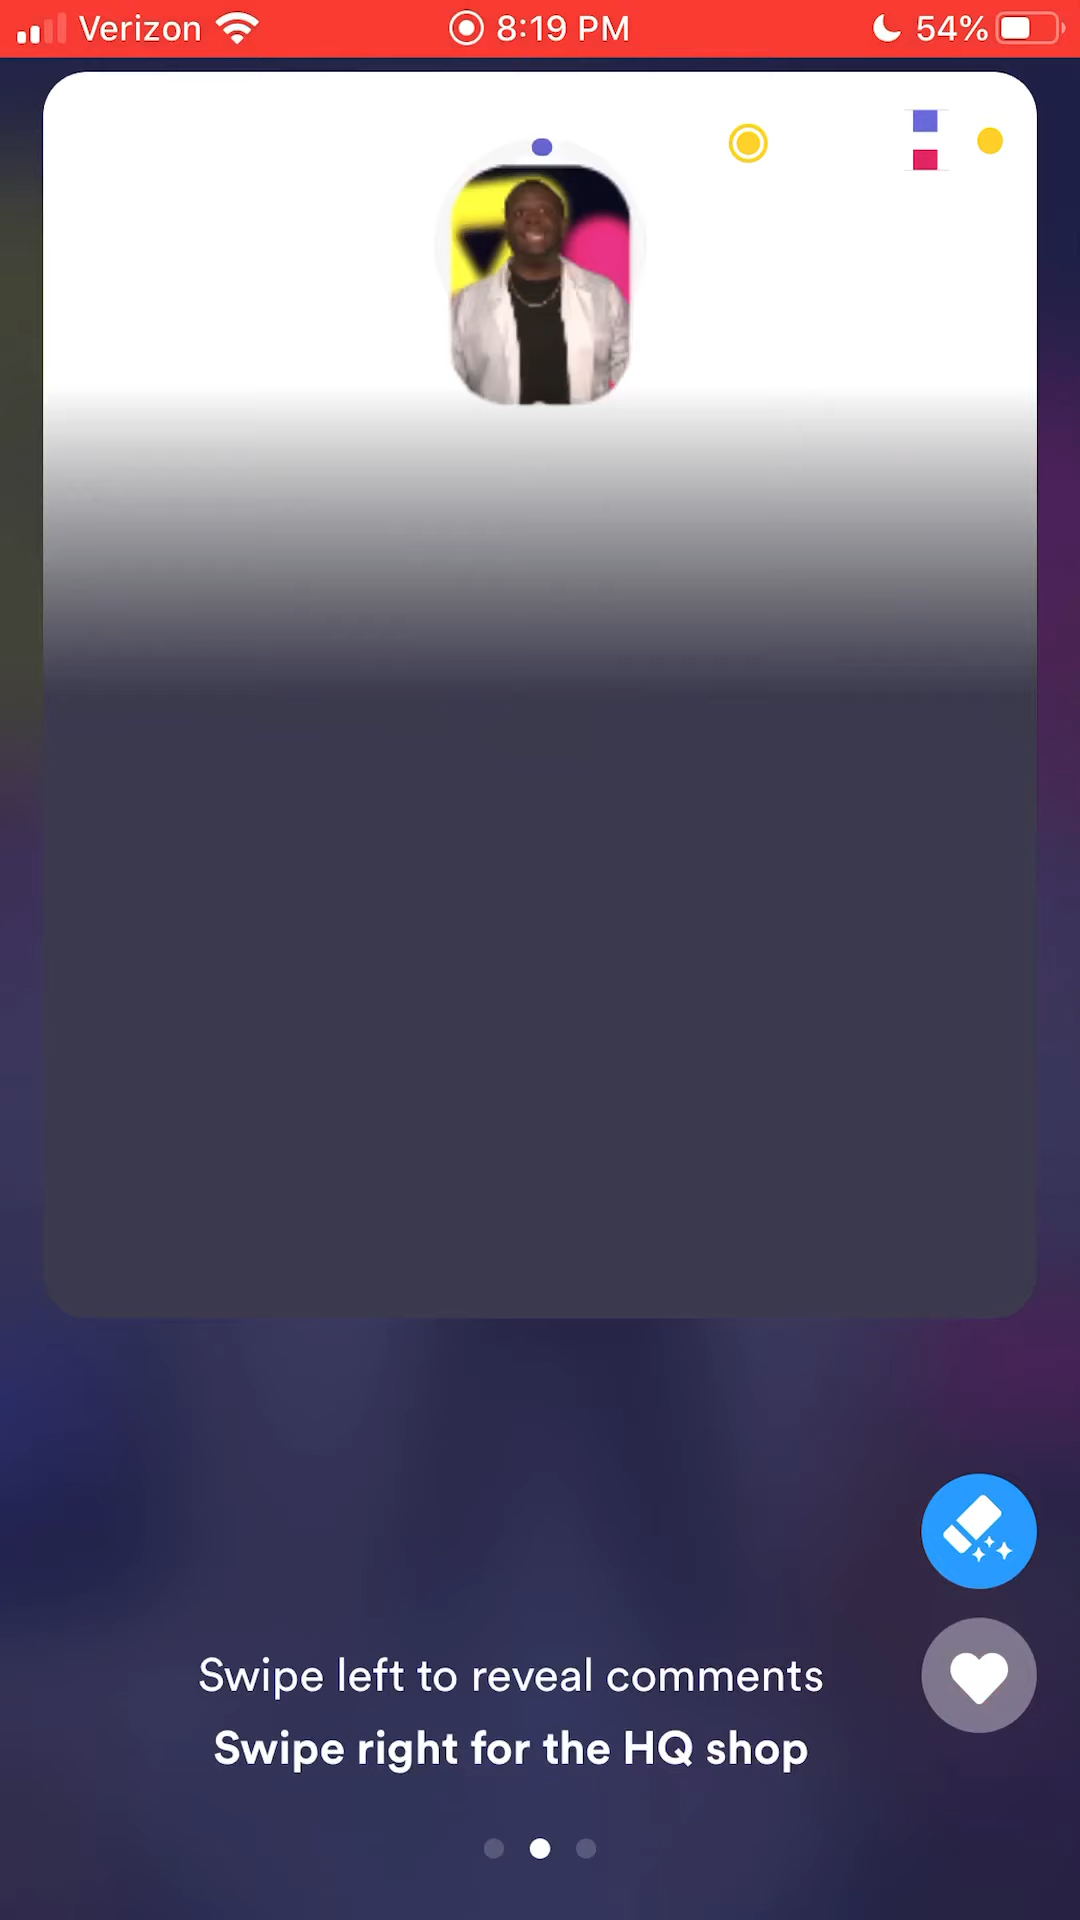 Verizon 8:19 PM 54%
Swipe left to reveal comments
Swipe right for the HQ shop